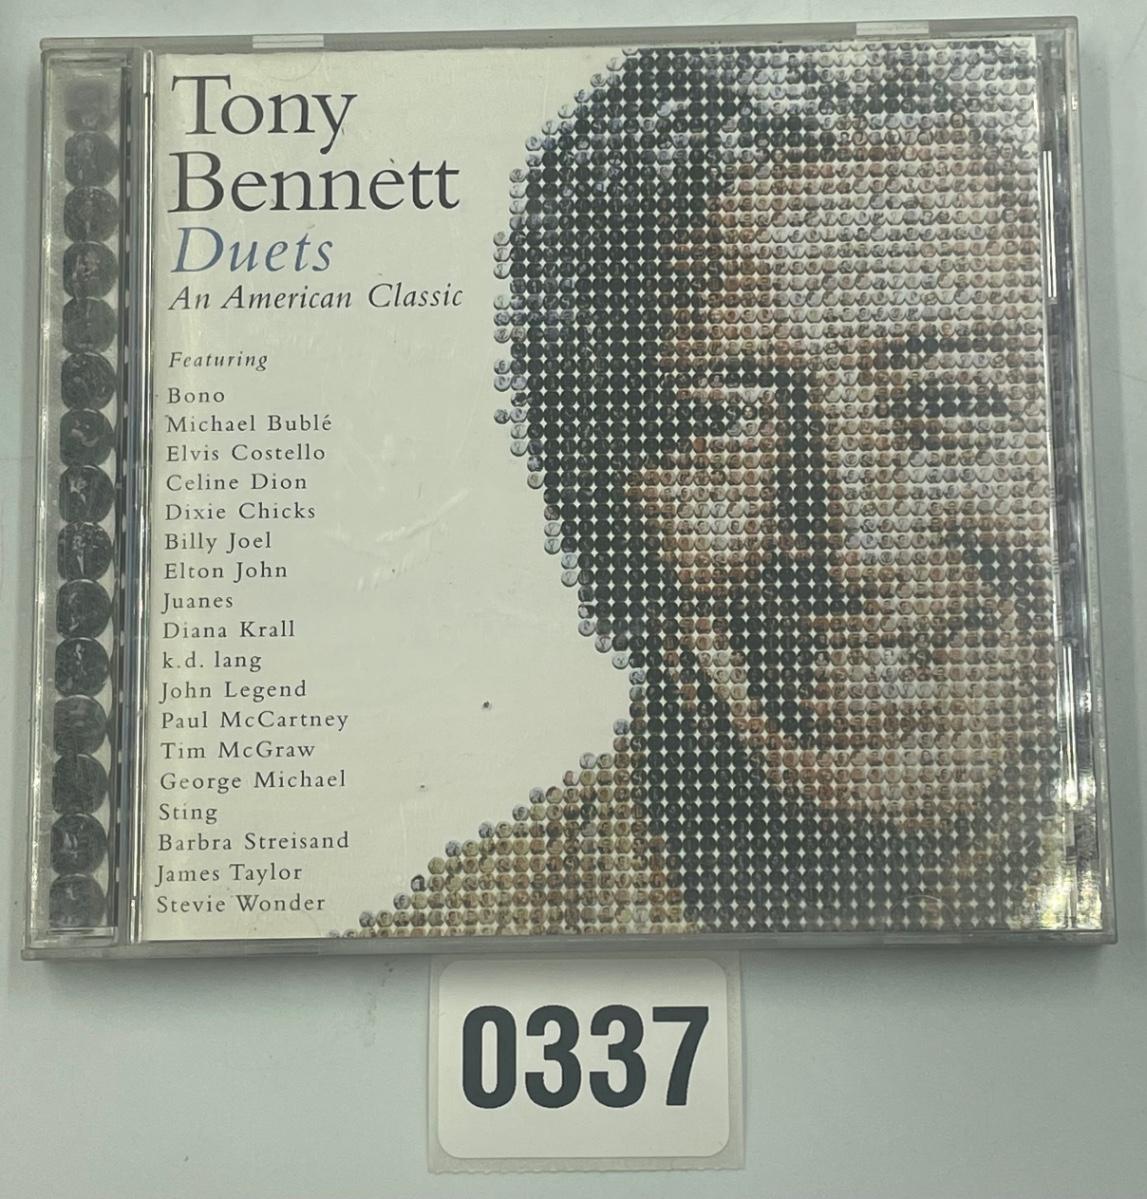 Tony
Bennett
Duets
An American Classic
Featuring
Bono
Michael Bublé
Elvis Costello
Celine Dion
Dixie Chicks
Billy Joel
Elton John
Juanes
Diana Krall
k.d. lang
John Legend
Paul McCartney
Tim McGraw
George Michael
Sting
Barbra Streisand
James Taylor
Stevie Wonder
0337